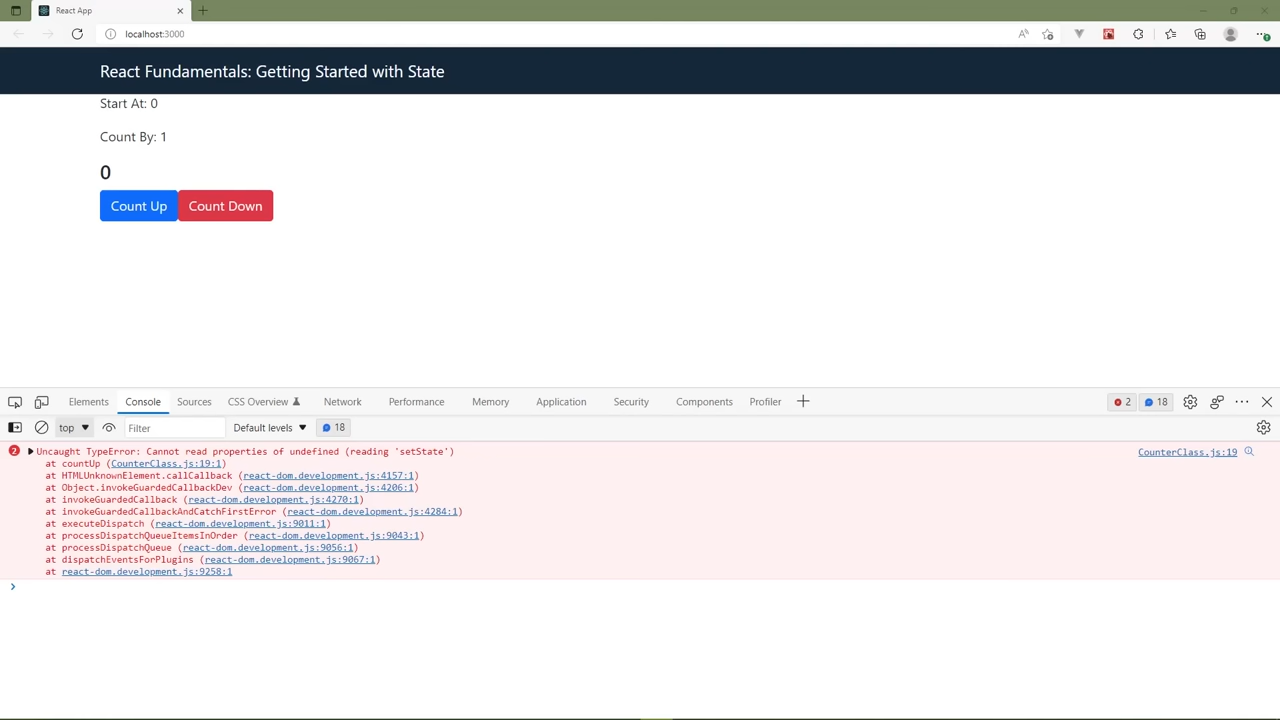 React App
localhost:3000
React Fundamentals: Getting Started with State
Start At: 0
Count By: 1
0
Count Up Count Down
Elements Console Sources CSS Overview Network Performance Memory Application Security Components Profiler 2 18
top Filter Default levels 18
2 Uncaught TypeError: Cannot read properties of undefined (reading 'setState') CounterClass.js:19
at countUp (CounterClass.js:19:1)
at HTMLUnknownElement.callCallback (react-dom.development.js:4157:1)
at Object.invokeGuardedCallbackDev (react-dom.development.js:4206:1)
at invokeGuardedCallback (react-dom.development.js:4270:1)
at invokeGuardedCallbackAndCatchFirstError (react-dom.development.js:4284:1)
at executeDispatch (react-dom.development.js:9011:1)
at processDispatchQueueItemsInOrder (react-dom.development.js:9043:1)
at processDispatchQueue (react-dom.development.js:9056:1)
at dispatchEventsForPlugins (react-dom.development.js:9067:1)
at react-dom.development.js:9258:1